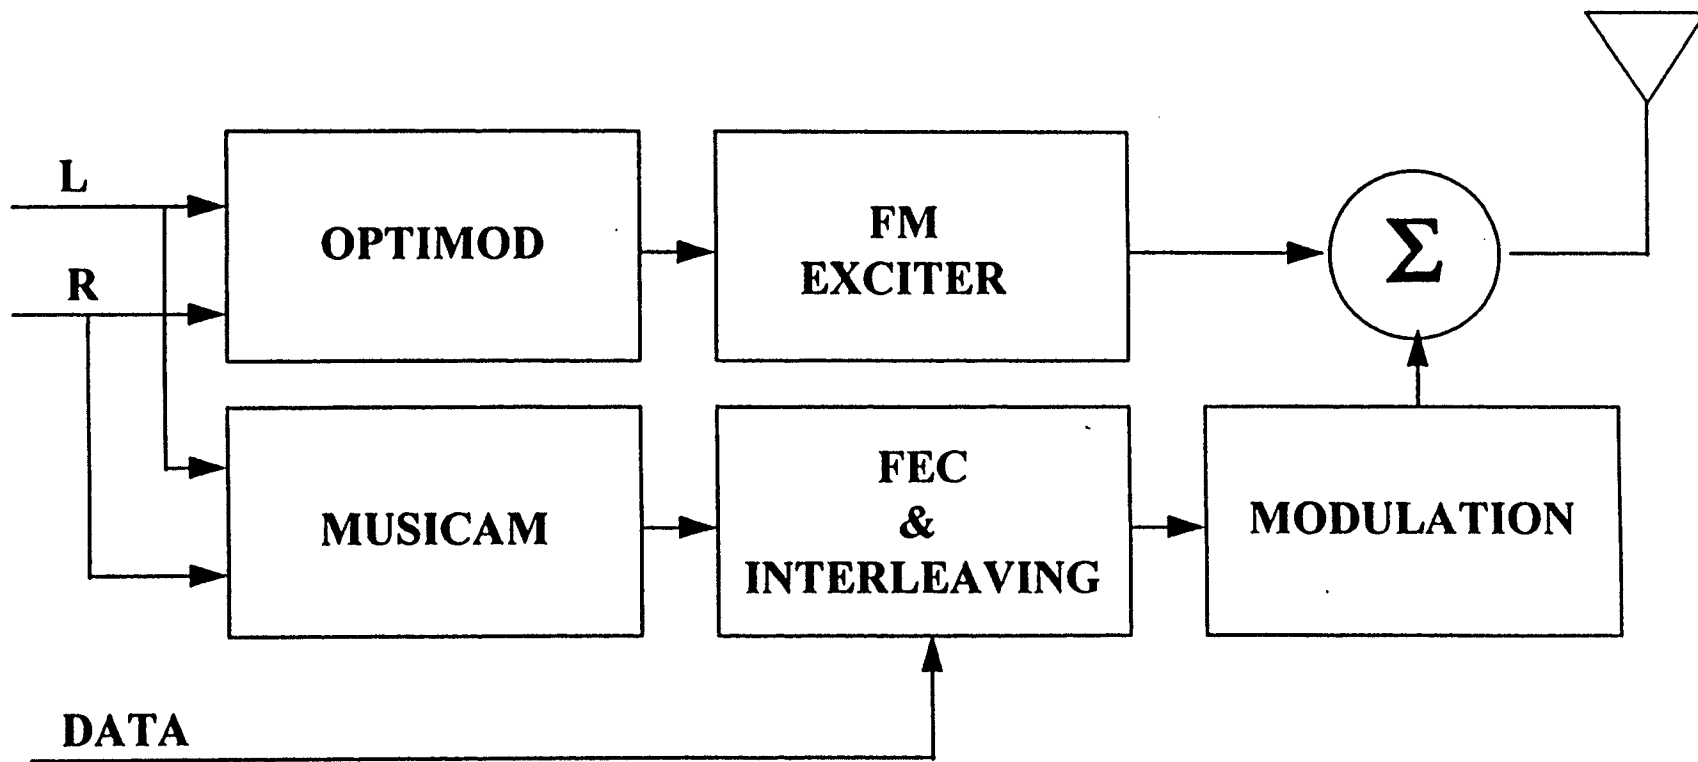 L
R
OPTIMOD
FM
EXCITER
Σ
MUSICAM
FEC
&
INTERLEAVING
MODULATION
DATA